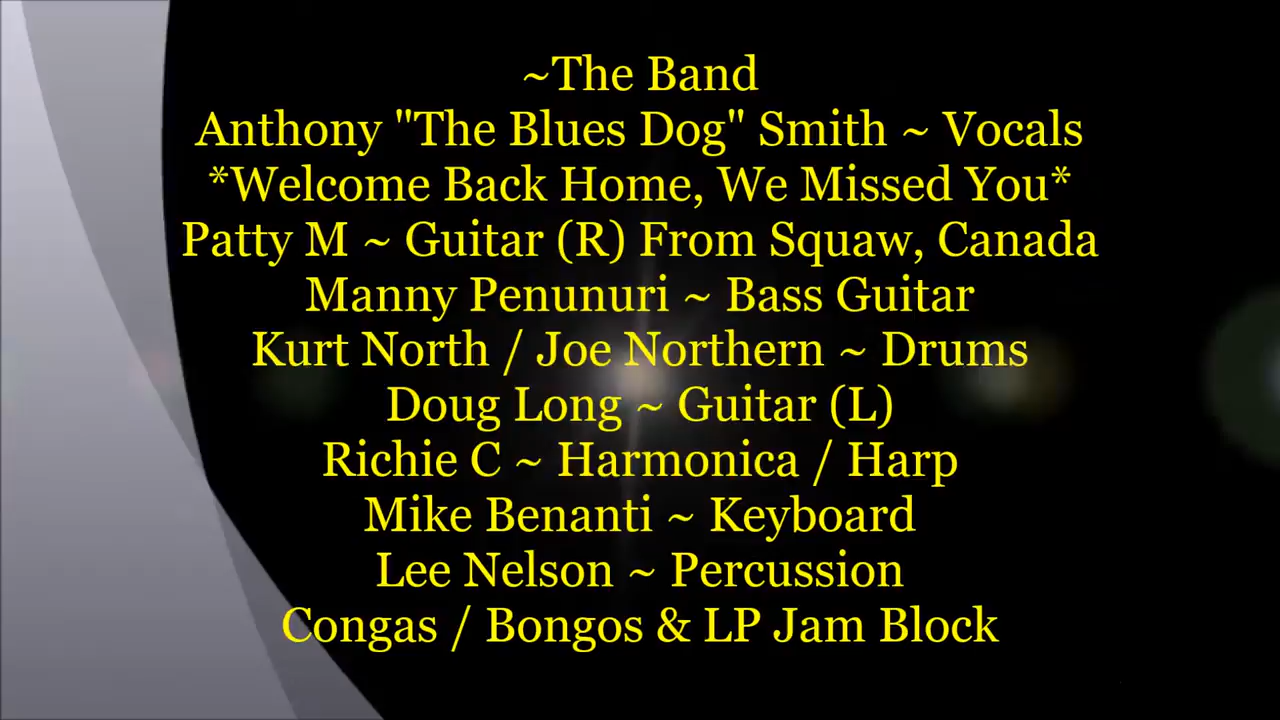 ~The Band
Anthony "The Blues Dog" Smith ~ Vocals
*Welcome Back Home, We Missed You*
Patty M ~ Guitar (R) From Squaw, Canada
Manny Penunuri ~ Bass Guitar
Kurt North / Joe Northern ~ Drums
Doug Long ~ Guitar (L)
Richie C ~ Harmonica / Harp
Mike Benanti ~ Keyboard
Lee Nelson ~ Percussion
Congas / Bongos & LP Jam Block